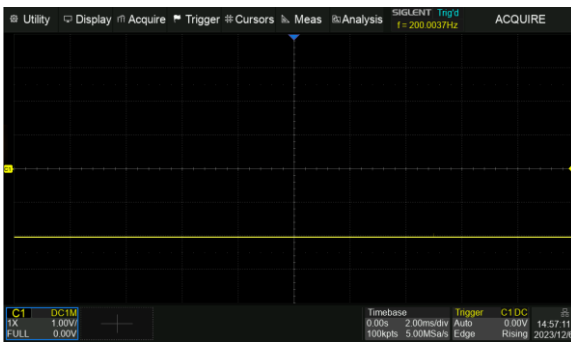 Utility Display Acquire Trigger Cursors Meas Analysis
SIGLENT Trig'd
f = 200.0037Hz
ACQUIRE
C1
C1 DC1M
1X 1.00V/
FULL 0.00V
Timebase
0.00s 2.00ms/div
100kpts 5.00MSa/s
Trigger C1 DC
Auto 0.00V
Edge Rising
14:57:11